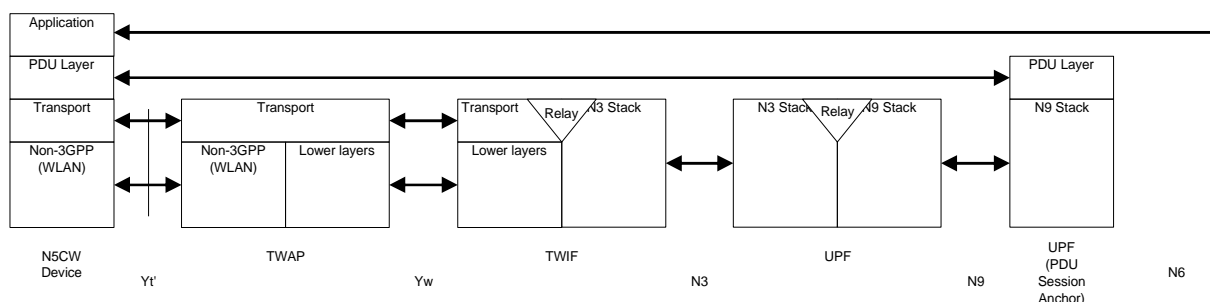 Application
PDU Layer
PDU Layer
Transport
Transport
Transport
Relay
N3 Stack
N3 Stack
Relay
N9 Stack
N9 Stack
Non-3GPP
(WLAN)
Non-3GPP
(WLAN)
Lower layers
Lower layers
N5CW
Device
Yt'
TWAP
Yw
TWIF
N3
UPF
N9
UPF
(PDU
Session
Anchor)
N6